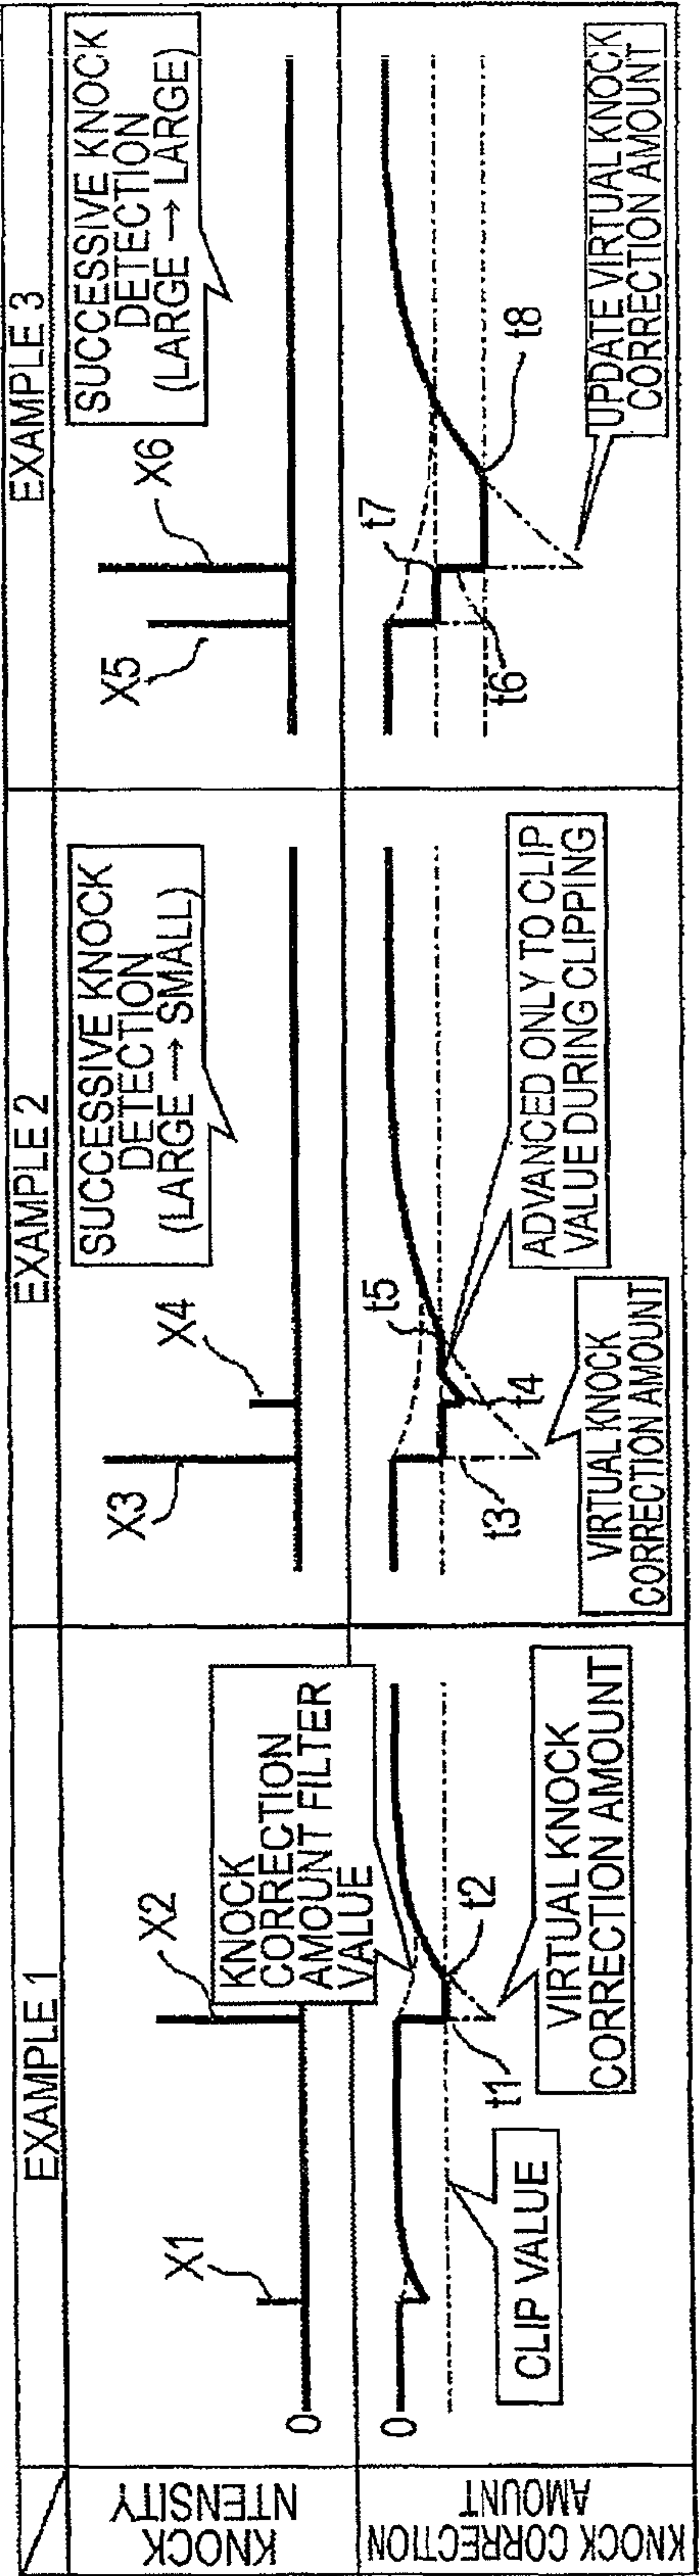 EXAMPLE 1
EXAMPLE 2
EXAMPLE 3
KNOCK
NTENSITY
X1
X2
0
KNOCK
CORRECTION
AMOUNT FILTER
VALUE
X3
X4
SUCCESSIVE KNOCK
DETECTION
(LARGE → SMALL)
X5
X6
SUCCESSIVE KNOCK
DETECTION
(LARGE → LARGE)
KNOCK CORRECTION
AMOUNT
0
CLIP VALUE
t1
t2
VIRTUAL KNOCK
CORRECTION AMOUNT
t3
t4
t5
VIRTUAL KNOCK
CORRECTION AMOUNT
ADVANCED ONLY TO CLIP
VALUE DURING CLIPPING
t6
t7
t8
UPDATE VIRTUAL KNOCK
CORRECTION AMOUNT